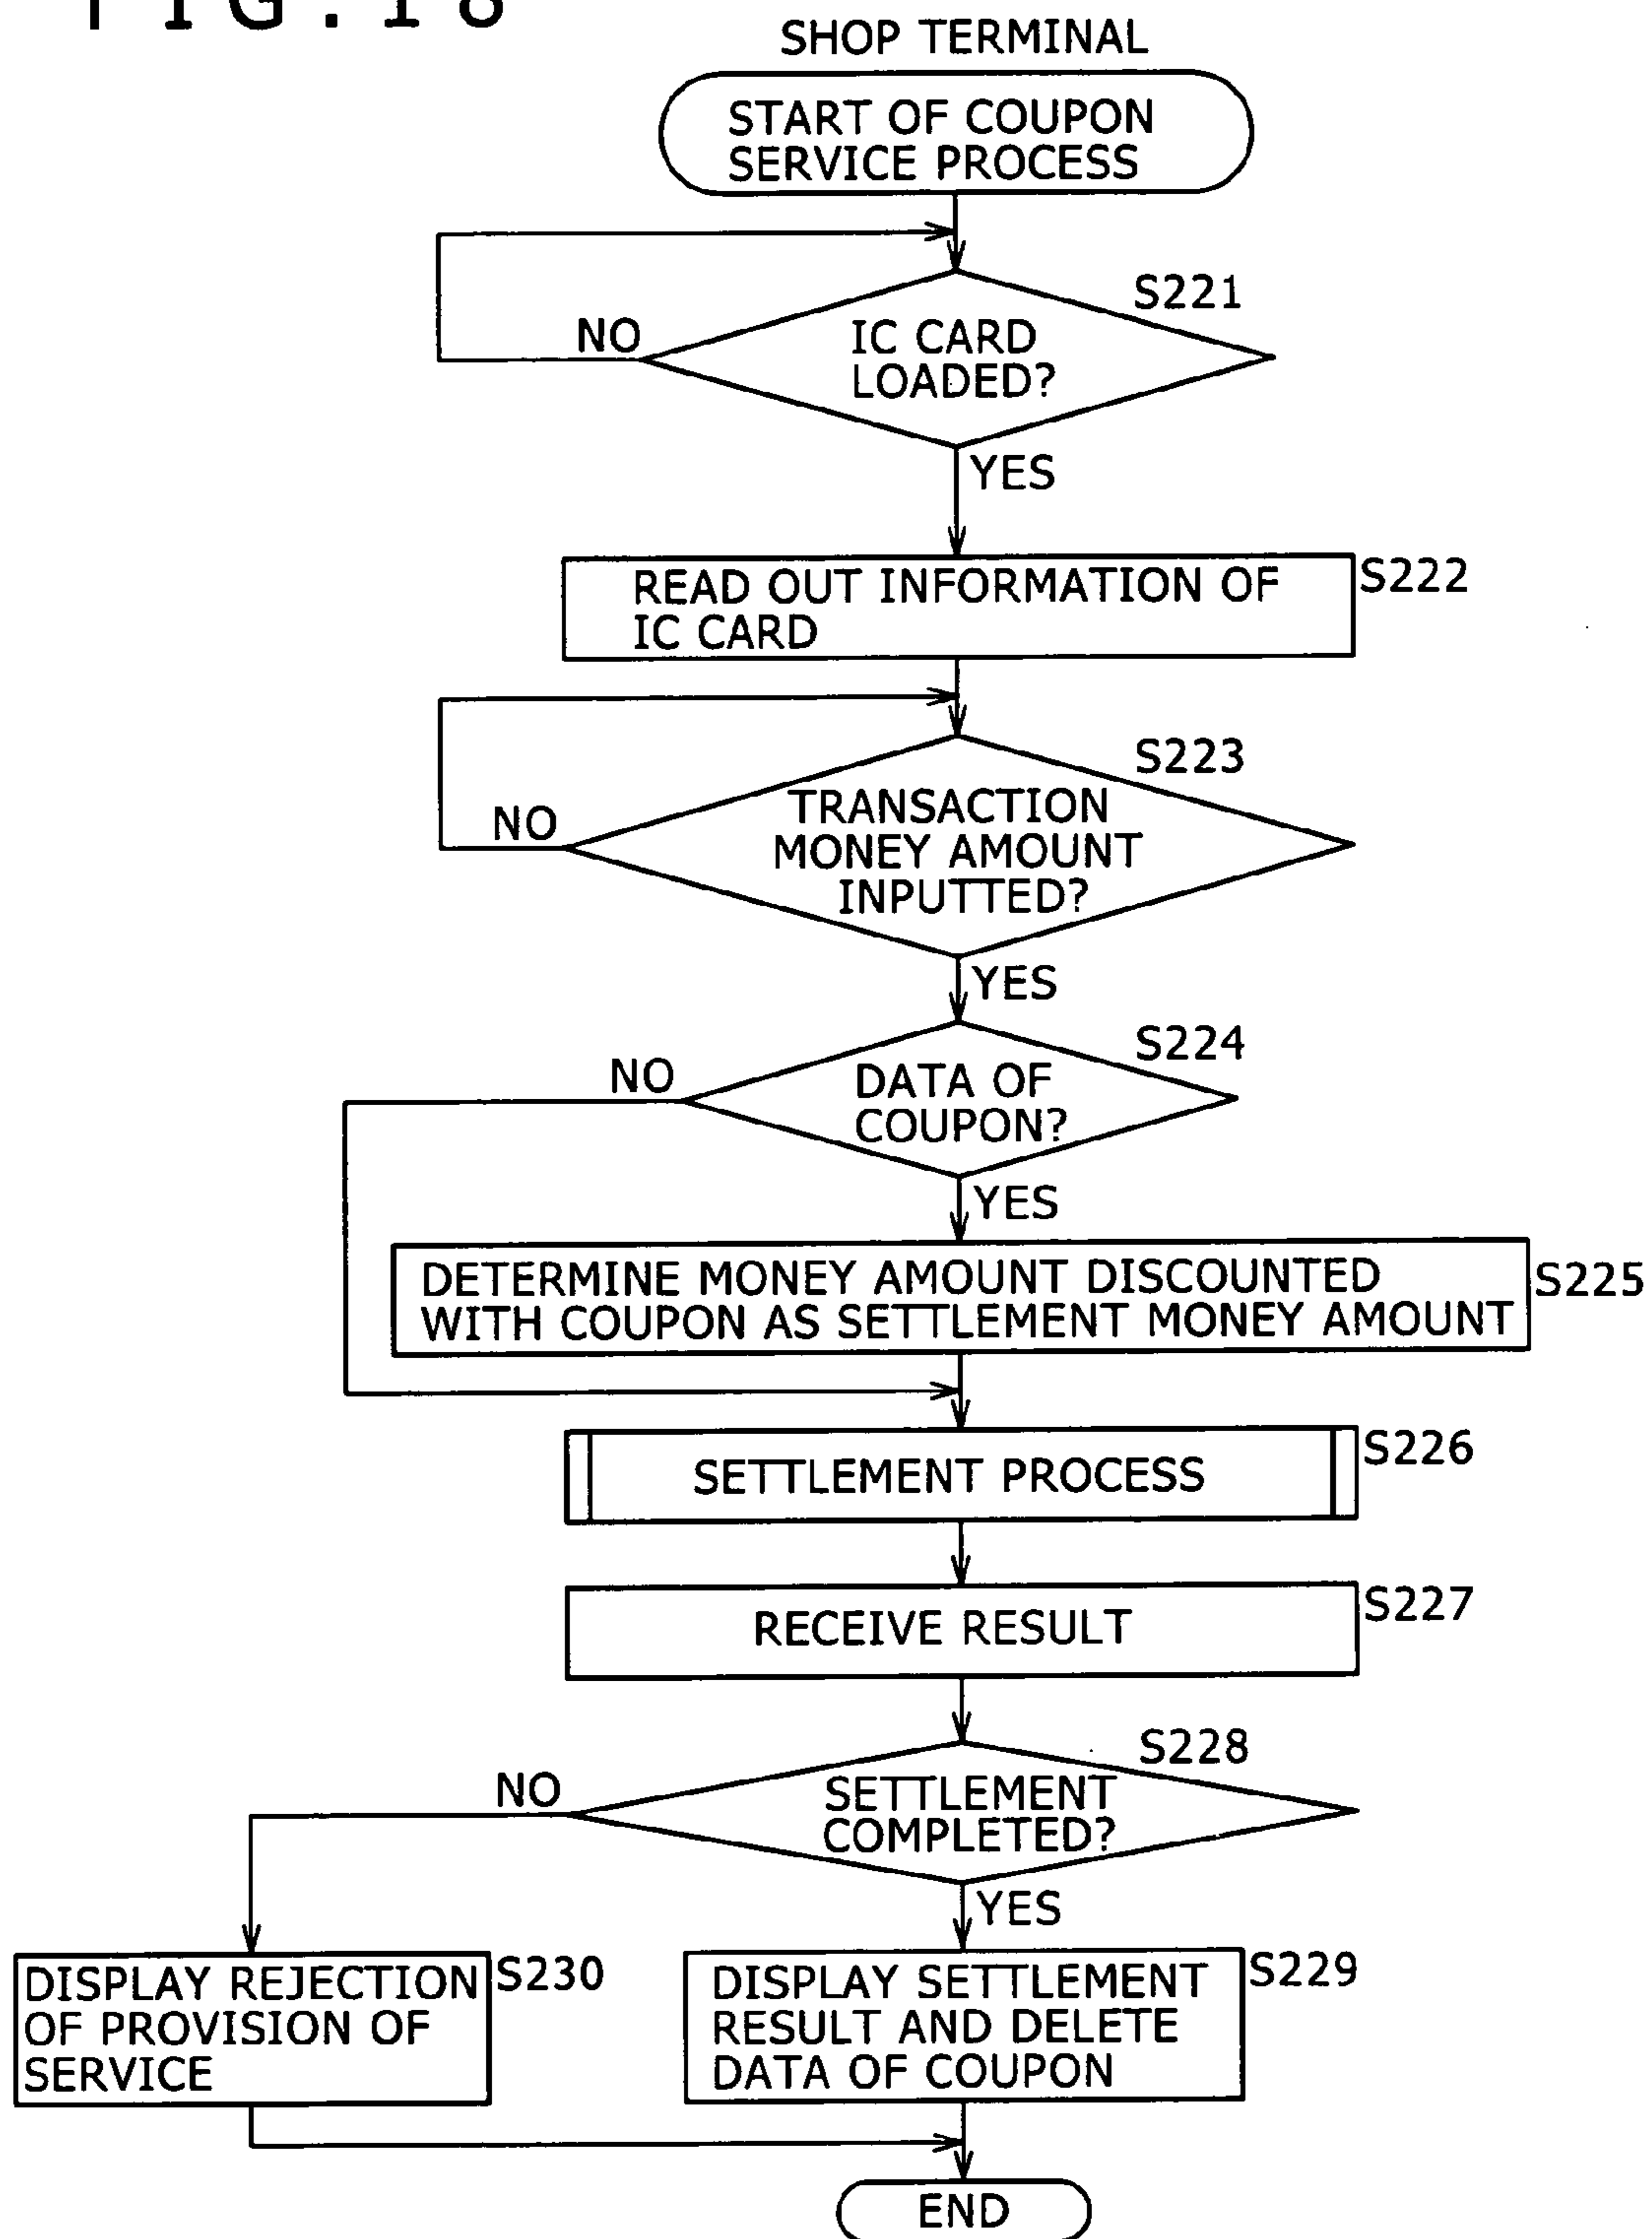 FIG.18
SHOP TERMINAL
START OF COUPON
SERVICE PROCESS
S221
NO
IC CARD
LOADED?
YES
READ OUT INFORMATION OF
IC CARD
S222
S223
NO
TRANSACTION
MONEY AMOUNT
INPUTTED?
YES
S224
NO
DATA OF
COUPON?
YES
DETERMINE MONEY AMOUNT DISCOUNTED
WITH COUPON AS SETTLEMENT MONEY AMOUNT
S225
SETTLEMENT PROCESS
S226
RECEIVE RESULT
S227
S228
NO
SETTLEMENT
COMPLETED?
YES
DISPLAY REJECTION
OF PROVISION OF
SERVICE
S230
DISPLAY SETTLEMENT
RESULT AND DELETE
DATA OF COUPON
S229
END